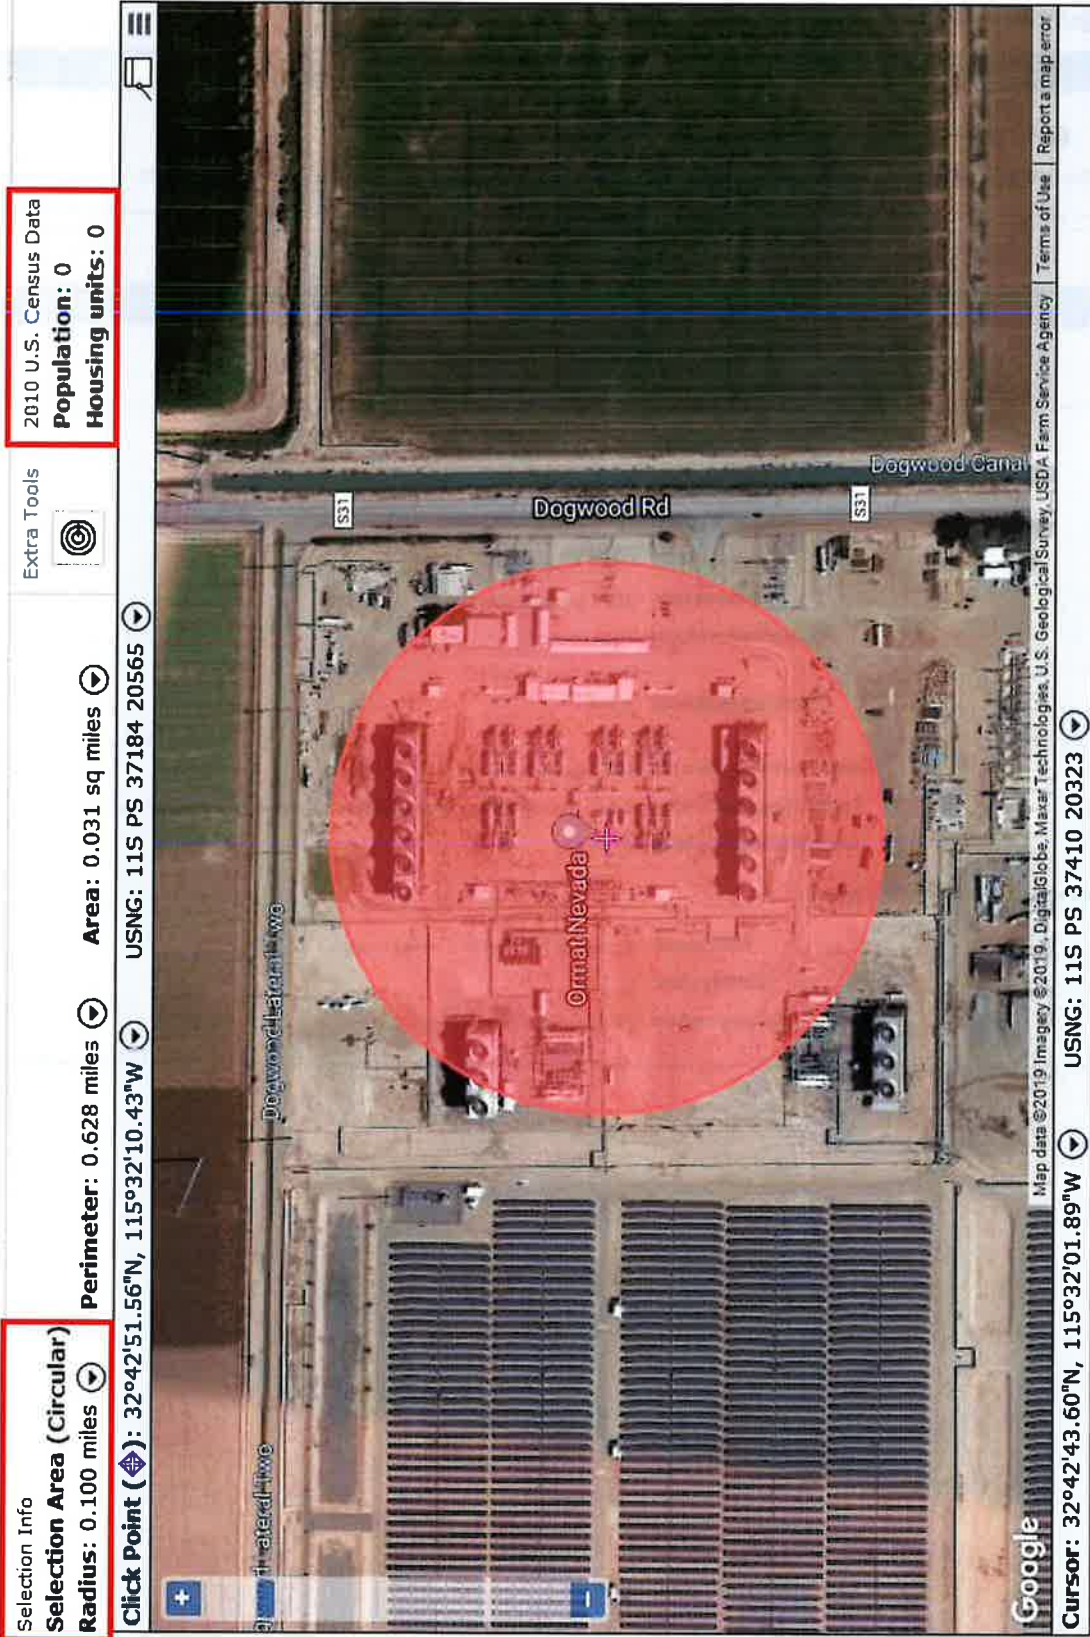 Selection Info
Selection Area (Circular)
Radius: 0.100 miles
Perimeter: 0.628 miles
Area: 0.031 sq miles
Extra Tools
2010 U.S. Census Data
Population: 0
Housing units: 0
Click Point ( ): 32°42'51.56"N, 115°32'10.43"W
USNG: 11S PS 37184 20565
Dogwood Lateral Two
Lateral Two
S31
Dogwood Rd
Ormat Nevada
S31
Dogwood Canal
+
−
Google
Map data ©2019 Imagery ©2019, DigitalGlobe, Maxar Technologies, U.S. Geological Survey, USDA Farm Service Agency
Terms of Use
Report a map error
Cursor: 32°42'43.60"N, 115°32'01.89"W
USNG: 11S PS 37410 20323